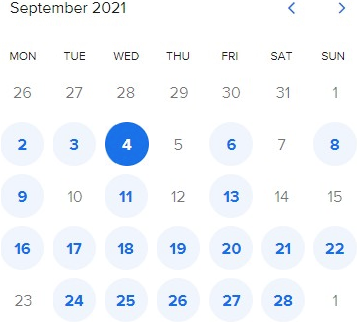 September 2021
MON TUE WED THU FRI SAT SUN
26 27 28 29 30 31 1
2 3 4 5 6 7 8
9 10 11 12 13 14 15
16 17 18 19 20 21 22
23 24 25 26 27 28 1